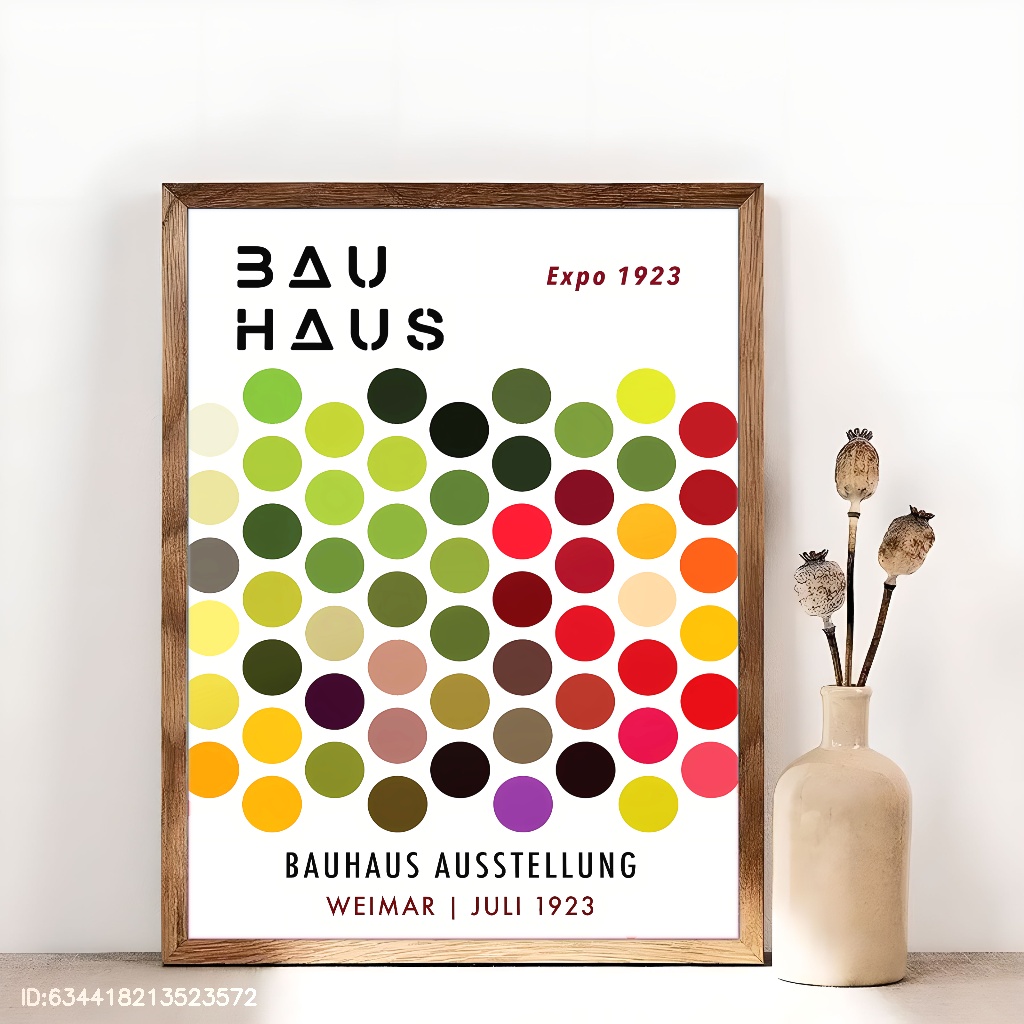 BAU
HAUS
Expo 1923
BAUHAUS AUSSTELLUNG
WEIMAR | JULI 1923
ID:634418213523572